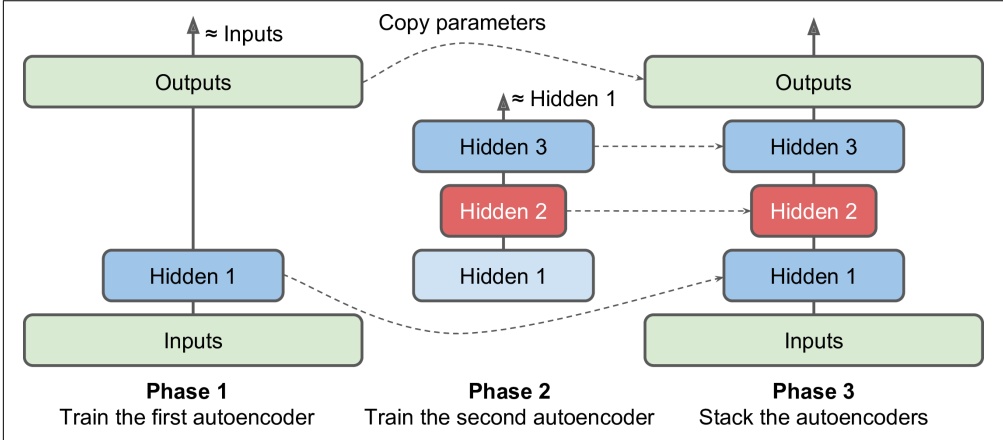 Copy parameters
≈ Inputs
Outputs
Hidden 1
Inputs
Phase 1
Train the first autoencoder
≈ Hidden 1
Hidden 3
Hidden 2
Hidden 1
Phase 2
Train the second autoencoder
Outputs
Hidden 3
Hidden 2
Hidden 1
Inputs
Phase 3
Stack the autoencoders